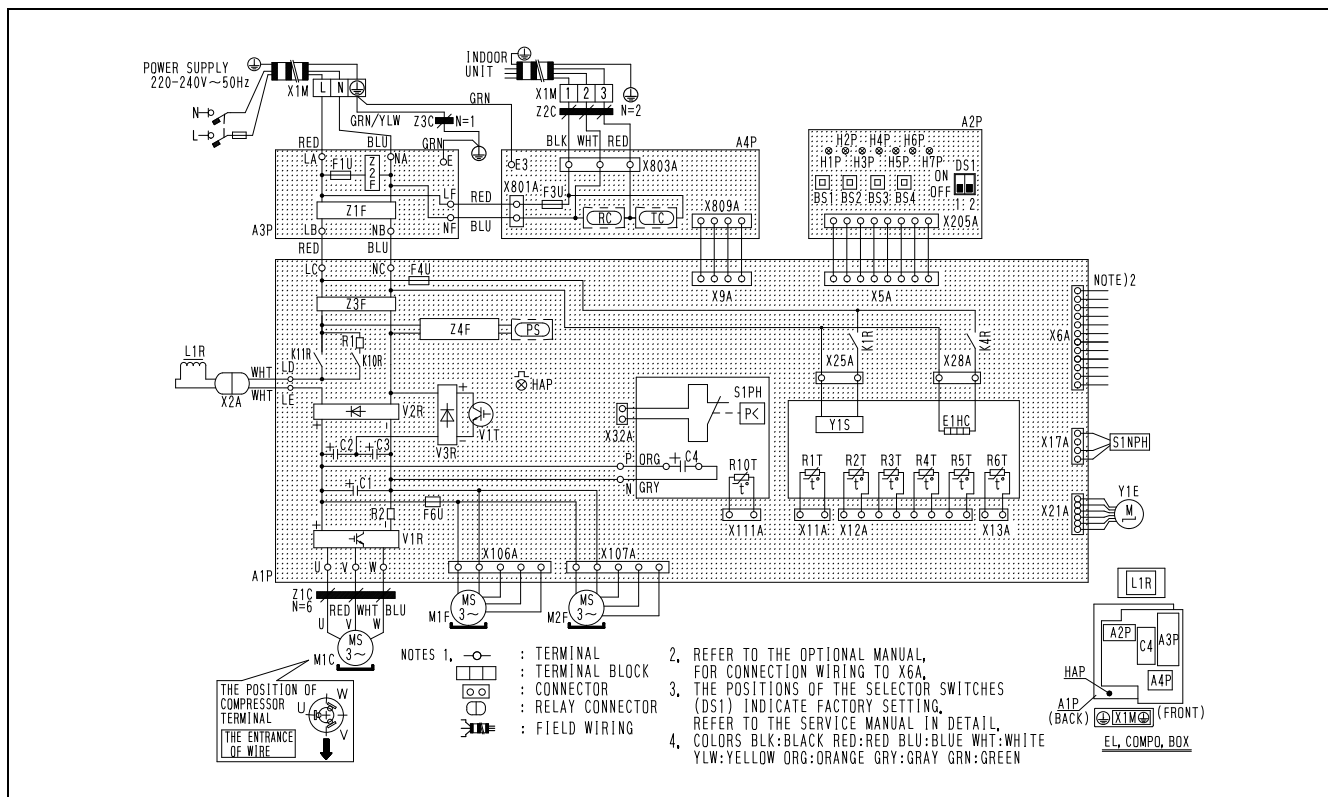 POWER SUPPLY
220-240V~50Hz
N
L
X1M
L N
GRN/YLW
Z3C
N=1
GRN
GRN
INDOOR
UNIT
X1M
1 2 3
Z2C
N=2
RED
BLU
BLK
WHT
RED
LA
F1U
Z2F
NA
E
LF
NF
Z1F
A3P
LB
NB
RED
BLU
RED
BLU
E3
X801A
F3U
X803A
A4P
RC
TC
X809A
A2P
H2P H4P H6P
H1P H3P H5P H7P
BS1 BS2 BS3 BS4
ON
OFF
DS1
1 2
X205A
LC
NC
F4U
X9A
X5A
NOTE)2
Z3F
Z4F
PS
R1
K11R
K10R
L1R
X2A
WHT
WHT
LD
LE
HAP
K1R
K4R
X25A
X28A
X6A
V2R
+
-
C2
C3
V3R
V1T
+
-
X32A
S1PH
P<
Y1S
E1HC
X17A
S1NPH
P
ORG
C4
N
GRY
R10T
t°
X111A
R1T R2T R3T R4T R5T R6T
t° t° t° t° t° t°
X11A
X12A
X13A
X21A
Y1E
M
C1
F6U
R2
V1R
+
-
U V W
A1P
X106A
X107A
Z1C
N=6
RED WHT BLU
U V W
MS
3~
M1C
MS
3~
M1F
MS
3~
M2F
THE POSITION OF
COMPRESSOR
TERMINAL
U
W
V
THE ENTRANCE
OF WIRE
NOTES 1. : TERMINAL
: TERMINAL BLOCK
: CONNECTOR
: RELAY CONNECTOR
: FIELD WIRING
2. REFER TO THE OPTIONAL MANUAL,
FOR CONNECTION WIRING TO X6A.
3. THE POSITIONS OF THE SELECTOR SWITCHES
(DS1) INDICATE FACTORY SETTING.
REFER TO THE SERVICE MANUAL IN DETAIL.
4. COLORS BLK:BLACK RED:RED BLU:BLUE WHT:WHITE
YLW:YELLOW ORG:ORANGE GRY:GRAY GRN:GREEN
L1R
A2P
C4
A3P
A4P
HAP
A1P
(BACK)
X1M
(FRONT)
EL. COMPO. BOX